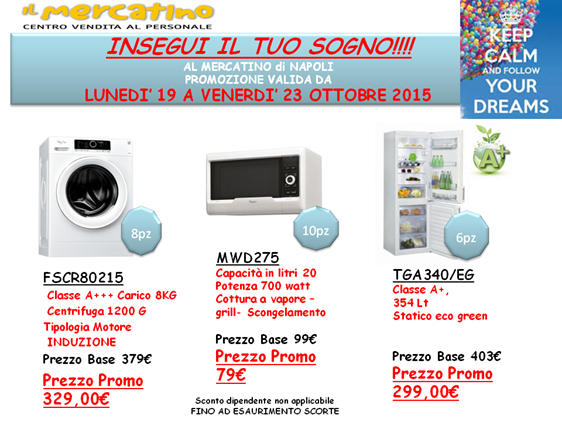 il mercatino
CENTRO VENDITA AL PERSONALE
INSEGUI IL TUO SOGNO!!!!
AL MERCATINO di NAPOLI
PROMOZIONE VALIDA DA
LUNEDI' 19 A VENERDI' 23 OTTOBRE 2015
KEEP
CALM
AND FOLLOW
YOUR
DREAMS
8pz
FSCR80215
Classe A+++ Carico 8KG
Centrifuga 1200 G
Tipologia Motore
INDUZIONE
Prezzo Base 379€
Prezzo Promo
329,00€
10pz
MWD275
Capacità in litri 20
Potenza 700 watt
Cottura a vapore –
grill- Scongelamento
Prezzo Base 99€
Prezzo Promo
79€
A+
6pz
TGA340/EG
Classe A+,
354 Lt
Statico eco green
Prezzo Base 403€
Prezzo Promo
299,00€
Sconto dipendente non applicabile
FINO AD ESAURIMENTO SCORTE